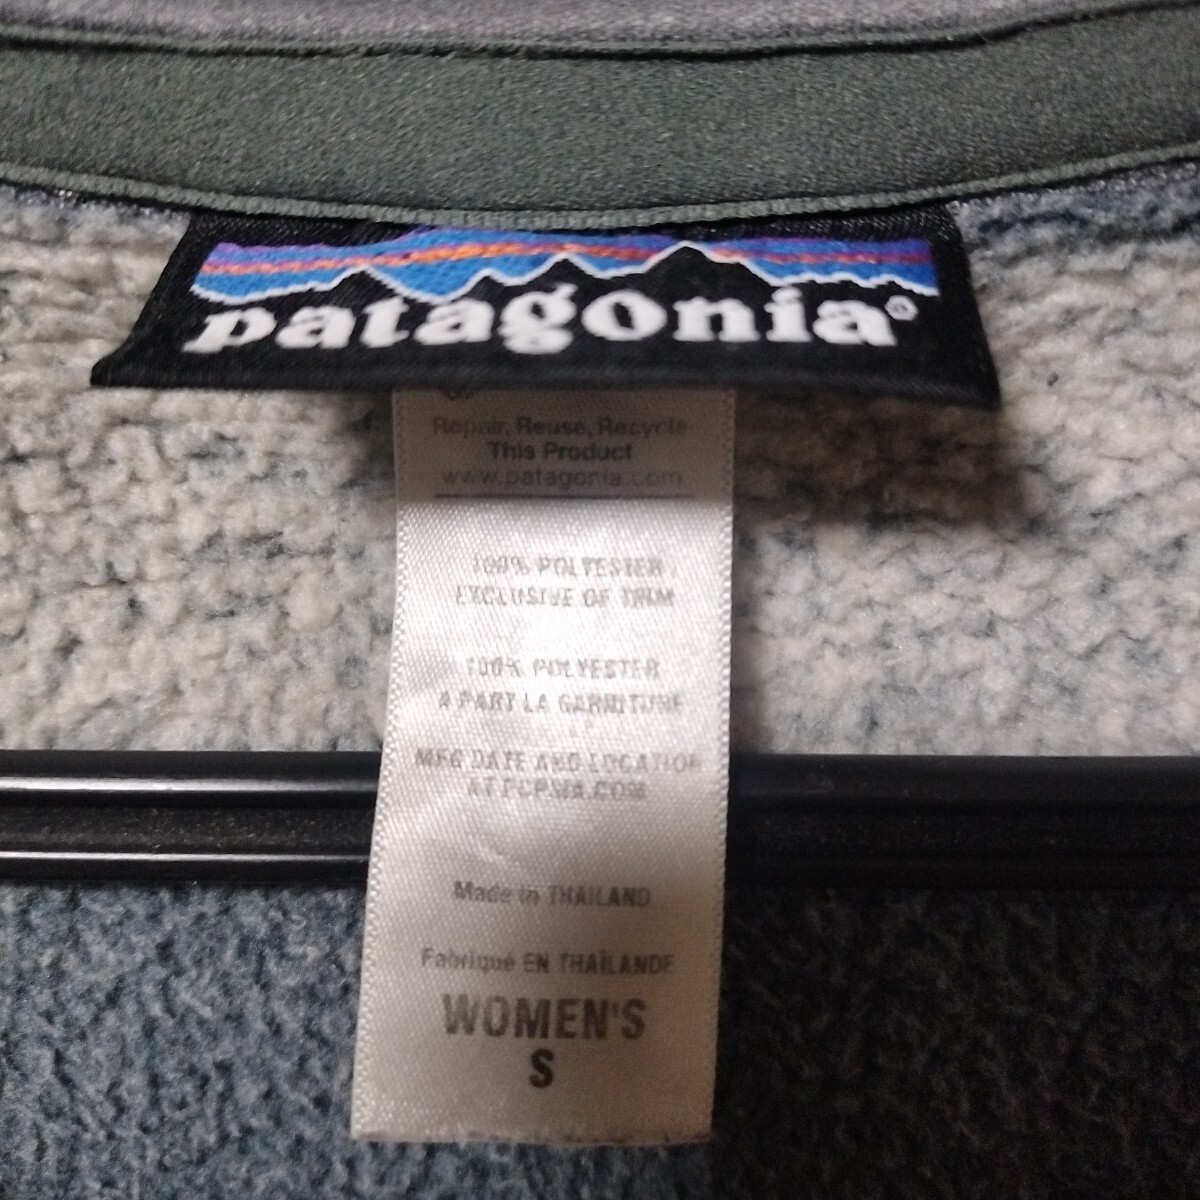 patagonia®
Repair, Reuse, Recycle
This Product
www.patagonia.com
100% POLYESTER
EXCLUSIVE OF TRIM
100% POLYESTER
A PART LA GARNITURE
MFG DATE AND LOCATION
AT PCPMA.COM
Made in THAILAND
Fabriqué EN THAÏLANDE
WOMEN'S
S